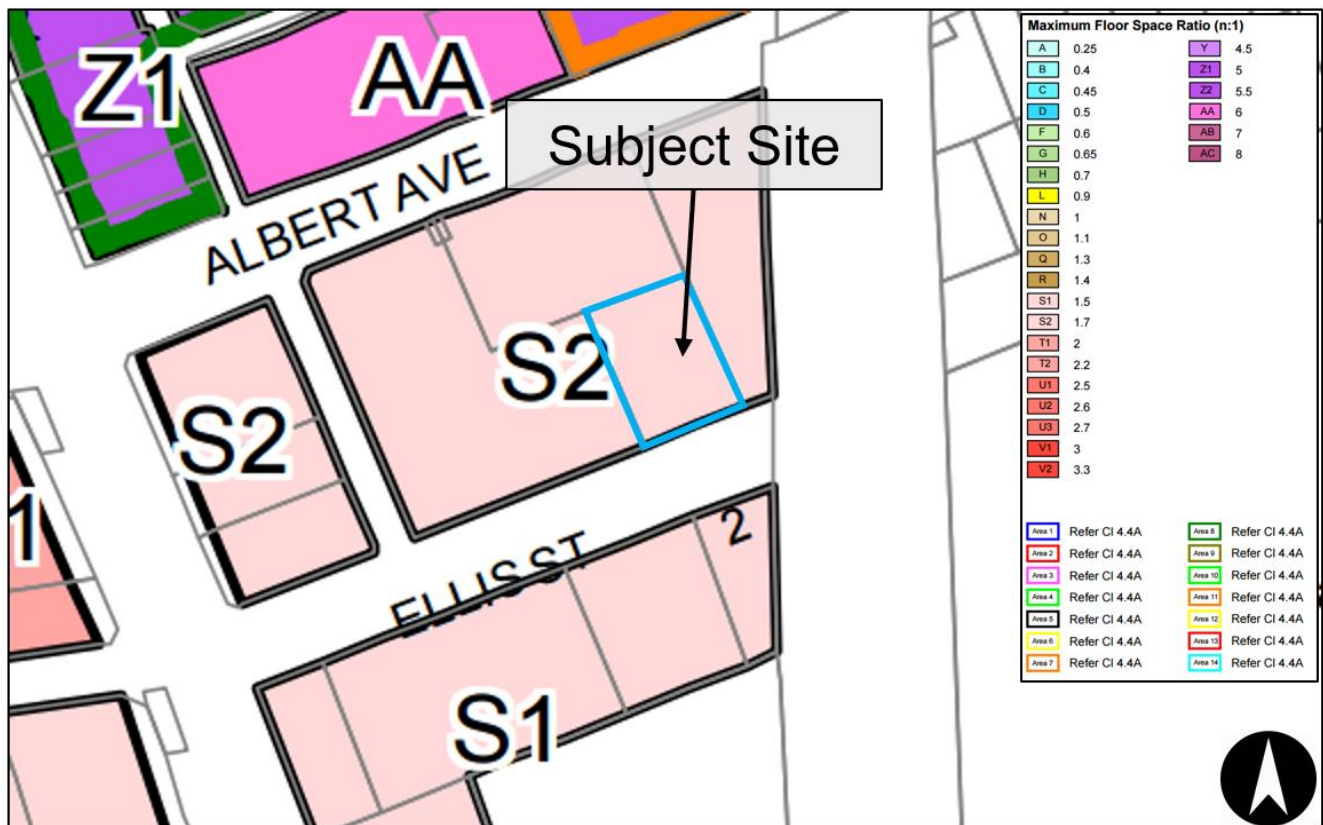 Z1
AA
Subject Site
ALBERT AVE
S2
S2
1
ELLIS ST
2
S1
Maximum Floor Space Ratio (n:1)
A 0.25
B 0.4
C 0.45
D 0.5
F 0.6
G 0.65
H 0.7
L 0.9
N 1
O 1.1
Q 1.3
R 1.4
S1 1.5
S2 1.7
T1 2
T2 2.2
U1 2.5
U2 2.6
U3 2.7
V1 3
V2 3.3
Y 4.5
Z1 5
Z2 5.5
AA 6
AB 7
AC 8
Area 1 Refer Cl 4.4A
Area 2 Refer Cl 4.4A
Area 3 Refer Cl 4.4A
Area 4 Refer Cl 4.4A
Area 5 Refer Cl 4.4A
Area 6 Refer Cl 4.4A
Area 7 Refer Cl 4.4A
Area 8 Refer Cl 4.4A
Area 9 Refer Cl 4.4A
Area 10 Refer Cl 4.4A
Area 11 Refer Cl 4.4A
Area 12 Refer Cl 4.4A
Area 13 Refer Cl 4.4A
Area 14 Refer Cl 4.4A